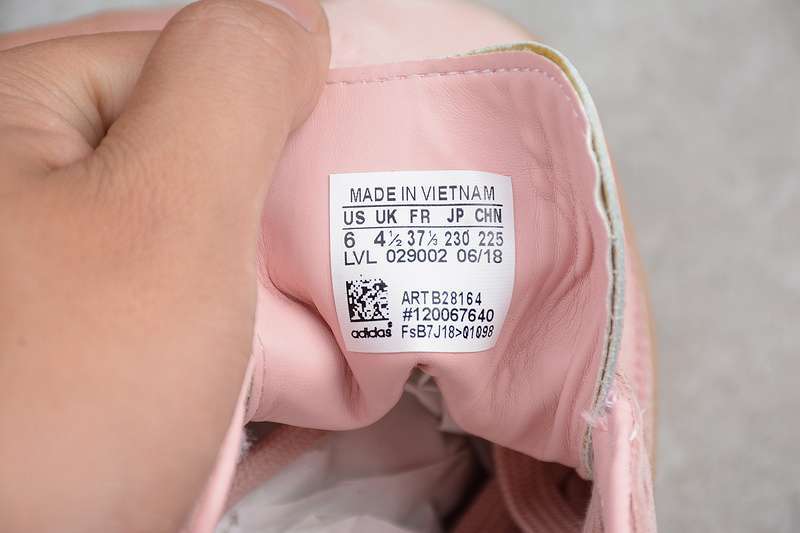 MADE IN VIETNAM
US UK FR JP CHN
6 4½ 37⅓ 230 225
LVL 029002 06/18
ART B28164
#120067640
adidas® FsB7J18>01098